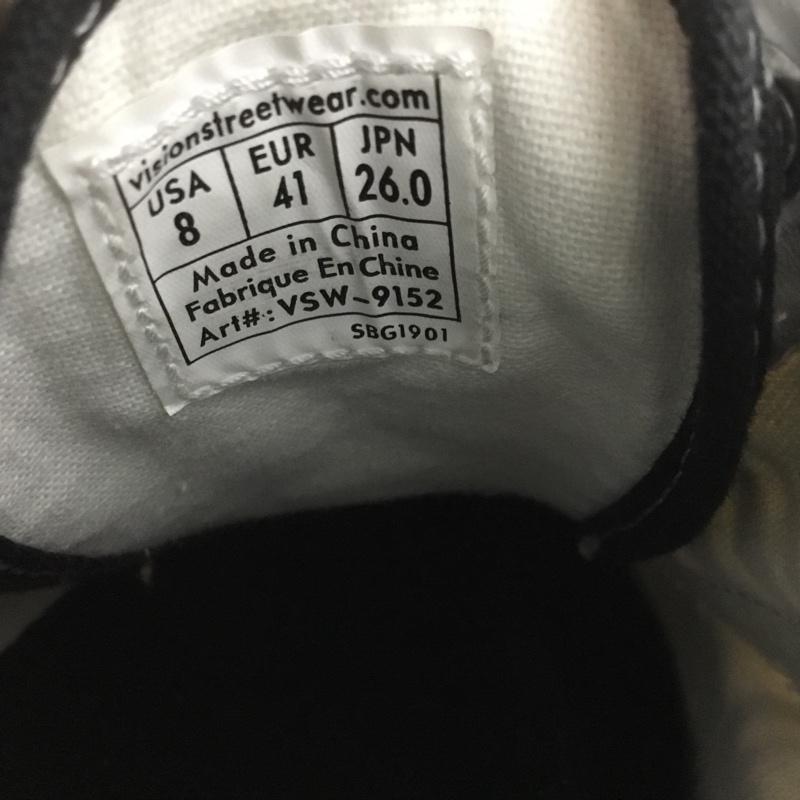 visionstreetwear.com
USA EUR JPN
8 41 26.0
Made in China
Fabrique En Chine
Art#.: VSW-9152
SBG1901